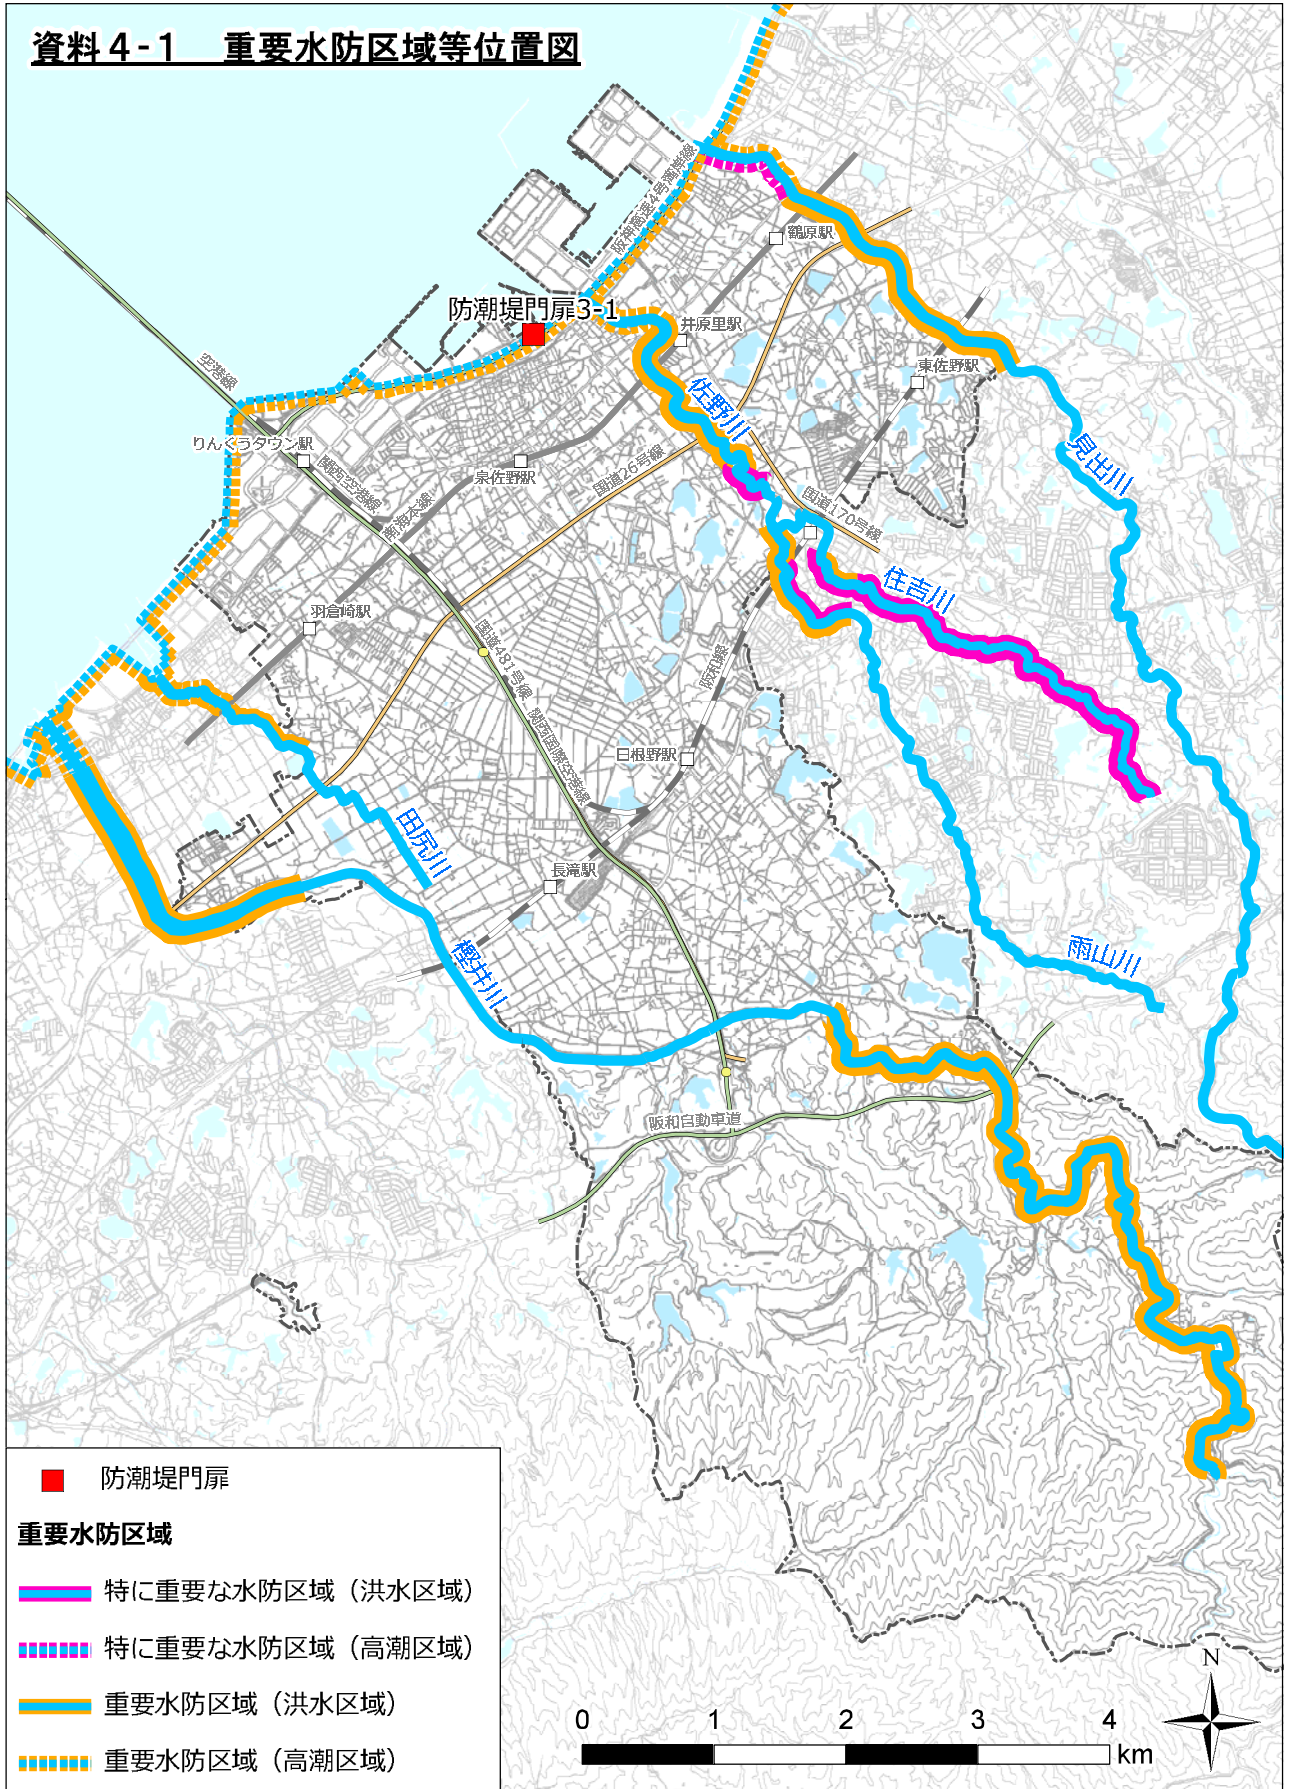 資料４-１　重要水防区域等位置図
阪神高速4号湾岸線
鶴原駅
防潮堤門扉3-1
井原里駅
東佐野駅
空港線
佐野川
りんくうタウン駅
見出川
関西空港線
泉佐野駅
国道26号線
南海本線
国道170号線
住吉川
羽倉崎駅
国道481号線
阪和線
関西国際空港線
日根野駅
田尻川
長滝駅
樫井川
雨山川
阪和自動車道
防潮堤門扉
重要水防区域
特に重要な水防区域（洪水区域）
特に重要な水防区域（高潮区域）
重要水防区域（洪水区域）
重要水防区域（高潮区域）
N
0 1 2 3 4
km